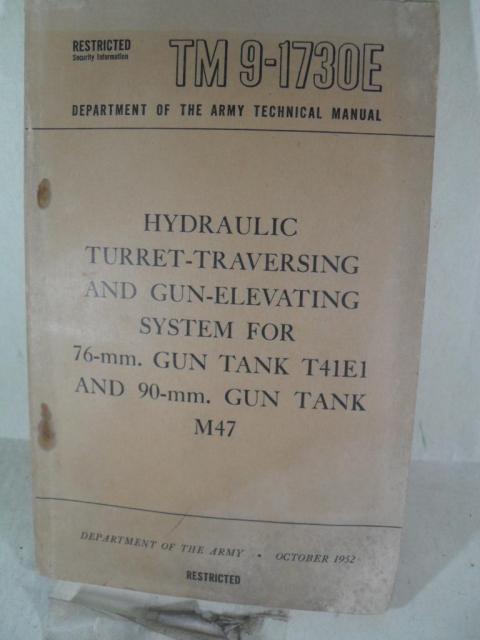 RESTRICTED
Security Information
TM 9-1730E
DEPARTMENT OF THE ARMY TECHNICAL MANUAL
HYDRAULIC
TURRET-TRAVERSING
AND GUN-ELEVATING
SYSTEM FOR
76-mm. GUN TANK T41E1
AND 90-mm. GUN TANK
M47
DEPARTMENT OF THE ARMY • OCTOBER 1952
RESTRICTED